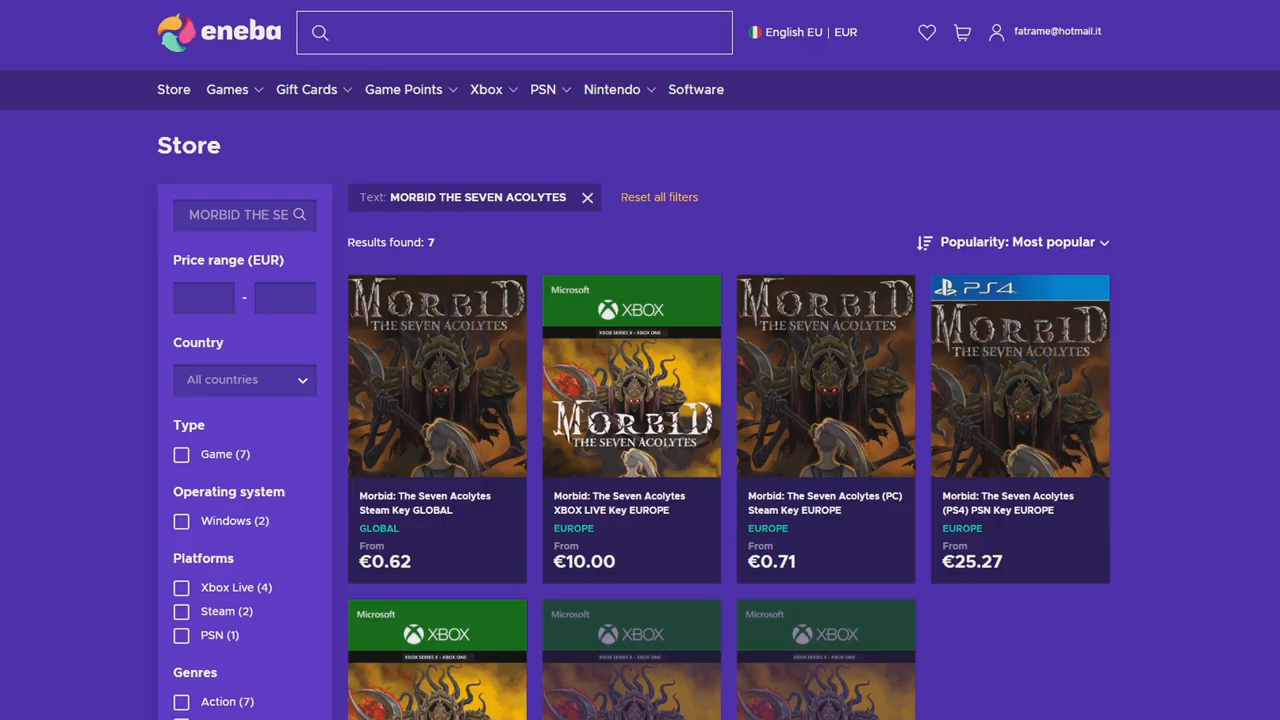 eneba
English EU | EUR
fatrame@hotmail.it
Store
Games
Gift Cards
Game Points
Xbox
PSN
Nintendo
Software
Store
MORBID THE SE
Price range (EUR)
-
Country
All countries
Type
Game (7)
Operating system
Windows (2)
Platforms
Xbox Live (4)
Steam (2)
PSN (1)
Genres
Action (7)
Text: MORBID THE SEVEN ACOLYTES
Reset all filters
Results found: 7
Popularity: Most popular
MORBID
THE SEVEN ACOLYTES
Morbid: The Seven Acolytes
Steam Key GLOBAL
GLOBAL
From
€0.62
Microsoft
XBOX
XBOX SERIES X • XBOX ONE
MORBID
THE SEVEN ACOLYTES
Morbid: The Seven Acolytes
XBOX LIVE Key EUROPE
EUROPE
From
€10.00
MORBID
THE SEVEN ACOLYTES
Morbid: The Seven Acolytes (PC)
Steam Key EUROPE
EUROPE
From
€0.71
PS4
MORBID
THE SEVEN ACOLYTES
Morbid: The Seven Acolytes
(PS4) PSN Key EUROPE
EUROPE
From
€25.27
Microsoft
XBOX
XBOX SERIES X • XBOX ONE
Microsoft
XBOX
XBOX SERIES X • XBOX ONE
Microsoft
XBOX
XBOX SERIES X • XBOX ONE